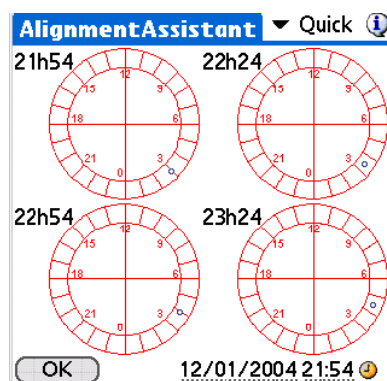 AlignmentAssistant Quick
21h54 22h24
12 12
15 9 15 9
18 6 18 6
21 3 21 3
0 0
22h54 23h24
12 12
15 9 15 9
18 6 18 6
21 3 21 3
0 0
OK 12/01/2004 21:54